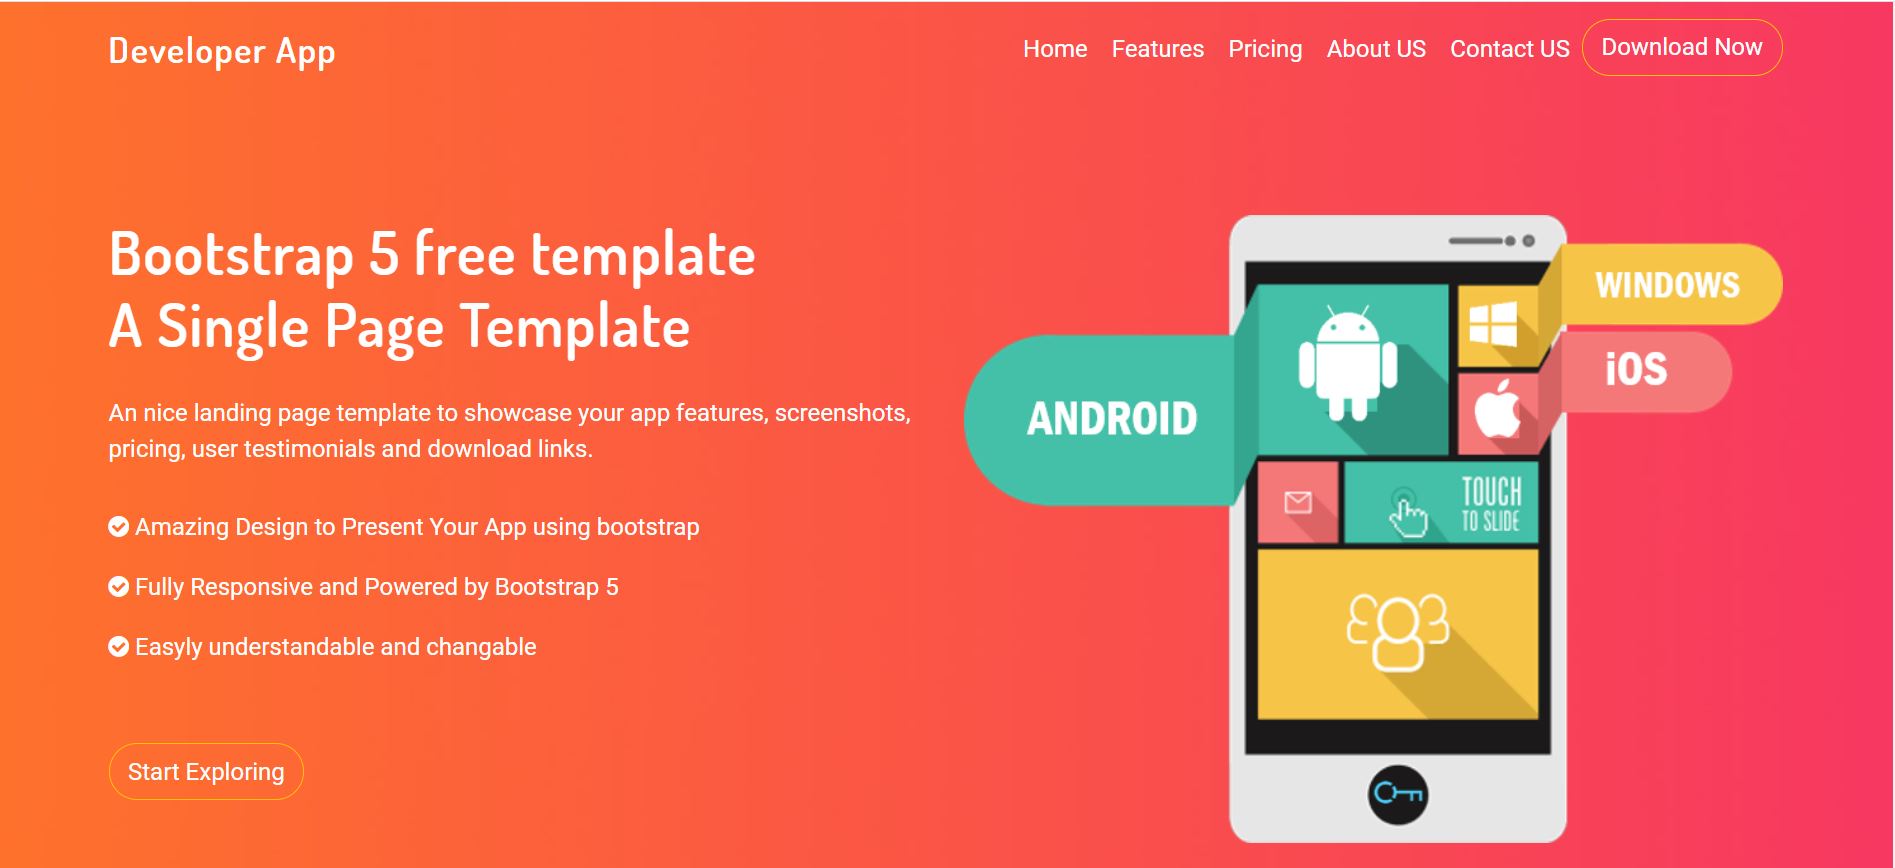 Developer App
Home Features Pricing About US Contact US Download Now
Bootstrap 5 free template
A Single Page Template
An nice landing page template to showcase your app features, screenshots,
pricing, user testimonials and download links.
Amazing Design to Present Your App using bootstrap
Fully Responsive and Powered by Bootstrap 5
Easyly understandable and changable
Start Exploring
WINDOWS
iOS
ANDROID
TOUCH
TO SLIDE